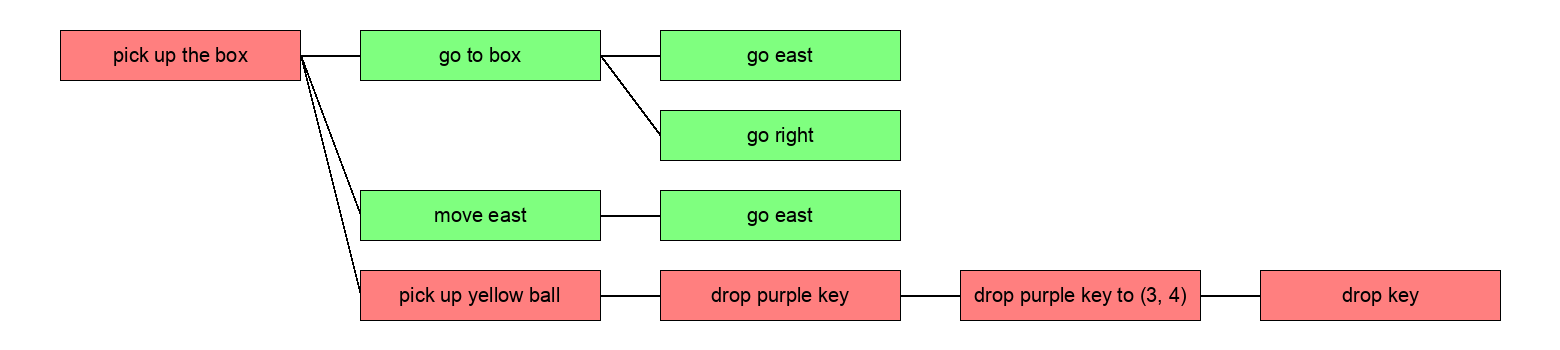 pick up the box
go to box
go east
go right
move east
go east
pick up yellow ball
drop purple key
drop purple key to (3, 4)
drop key